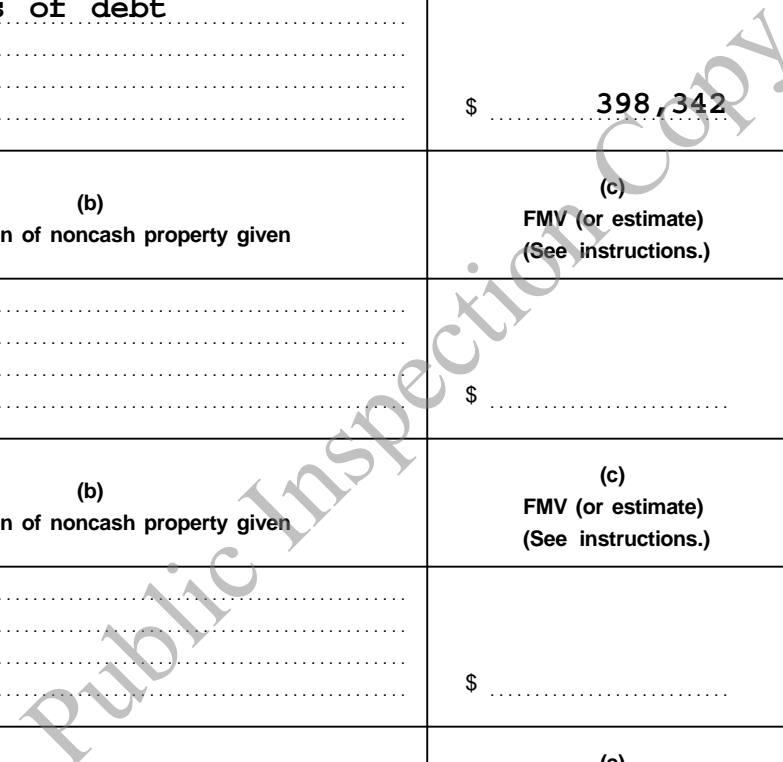 of debt
$ 398,342
(b)
(c)
n of noncash property given
FMV (or estimate)
(See instructions.)
$
(b)
(c)
n of noncash property given
FMV (or estimate)
(See instructions.)
$
Public Inspection Copy